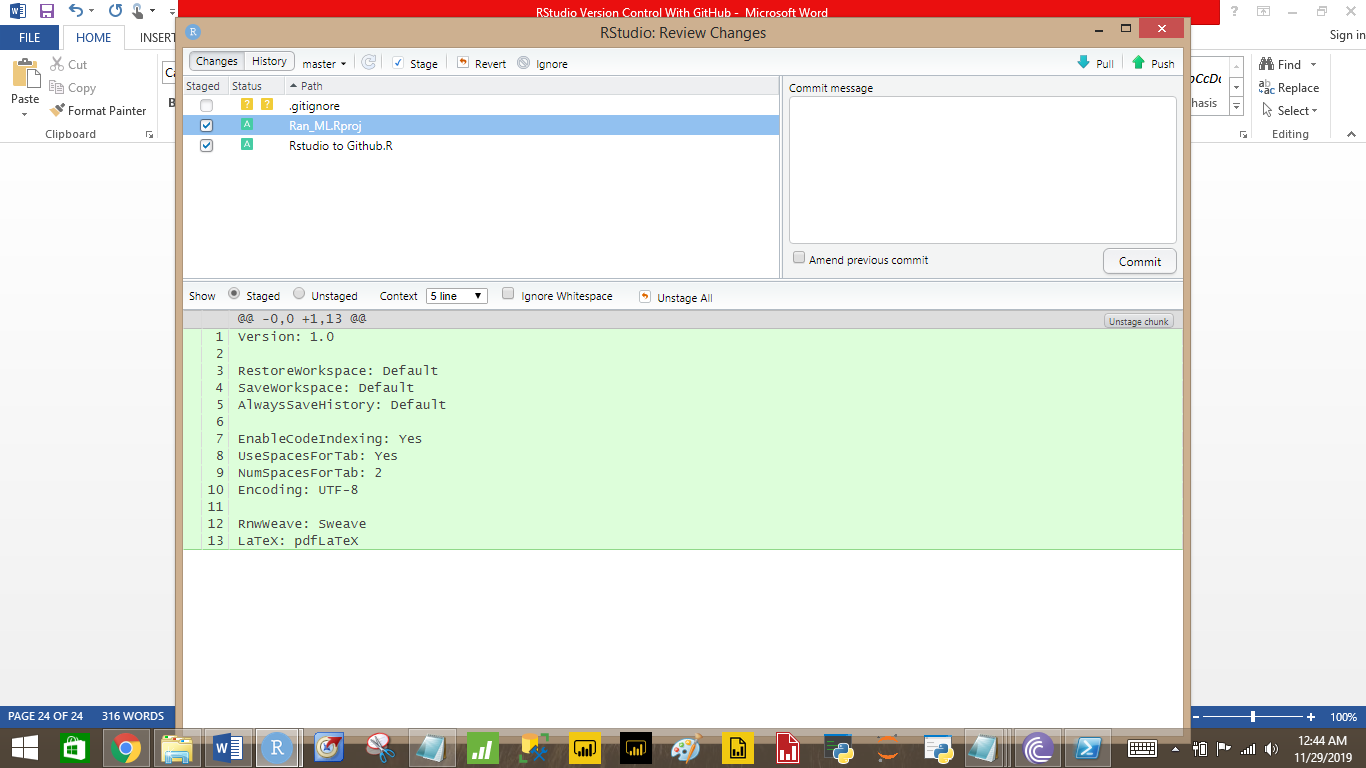 RStudio Version Control With GitHub - Microsoft Word
FILE HOME INSERT
Sign in
RStudio: Review Changes
Paste
Cut
Copy
Format Painter
Clipboard
Find
Replace
Select
Editing
Changes History master Stage Revert Ignore Pull Push
Staged Status Path
? ? .gitignore
A Ran_ML.Rproj
A Rstudio to Github.R
Commit message
Amend previous commit
Commit
Show Staged Unstaged Context 5 line Ignore Whitespace Unstage All
@@ -0,0 +1,13 @@ Unstage chunk
1 Version: 1.0
2
3 RestoreWorkspace: Default
4 SaveWorkspace: Default
5 AlwaysSaveHistory: Default
6
7 EnableCodeIndexing: Yes
8 UseSpacesForTab: Yes
9 NumSpacesForTab: 2
10 Encoding: UTF-8
11
12 RnwWeave: Sweave
13 LaTeX: pdfLaTeX
PAGE 24 OF 24 316 WORDS
100%
12:44 AM
11/29/2019